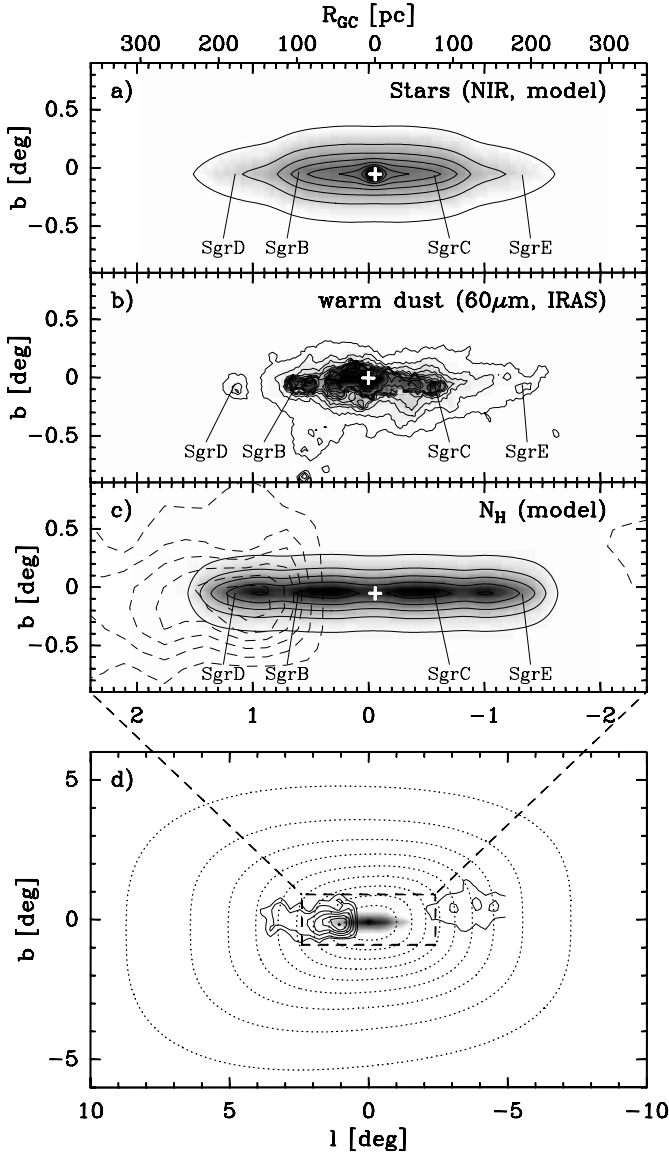 R_GC [pc]
300 200 100 0 100 200 300
a) Stars (NIR, model)
0.5
0
−0.5
b [deg]
SgrD SgrB SgrC SgrE
b) warm dust (60μm, IRAS)
0.5
0
−0.5
b [deg]
SgrD SgrB SgrC SgrE
c) N_H (model)
0.5
0
−0.5
b [deg]
SgrD SgrB SgrC SgrE
2 1 0 −1 −2
d)
5
0
−5
b [deg]
10 5 0 −5 −10
l [deg]